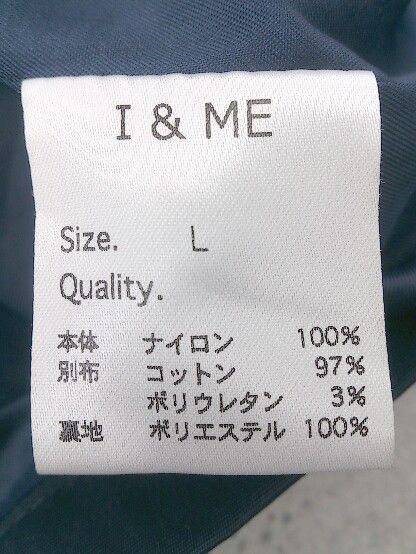 I & ME
Size. L
Quality.
本体 ナイロン 100%
別布 コットン 97%
ポリウレタン 3%
裏地 ポリエステル 100%